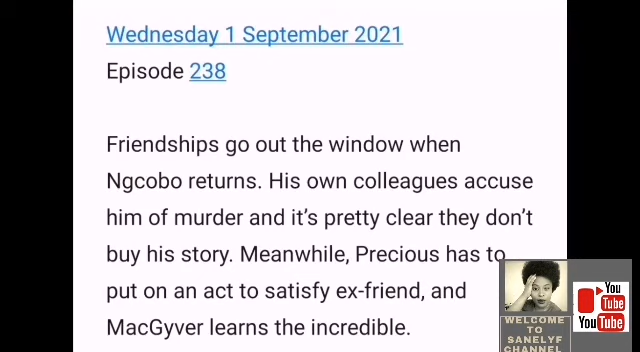 Wednesday 1 September 2021
Episode 238
Friendships go out the window when
Ngcobo returns. His own colleagues accuse
him of murder and it's pretty clear they don't
buy his story. Meanwhile, Precious has to
put on an act to satisfy ex-friend, and
MacGyver learns the incredible.
WELCOME
TO
SANELYF
CHANNEL
You
Tube
YouTube